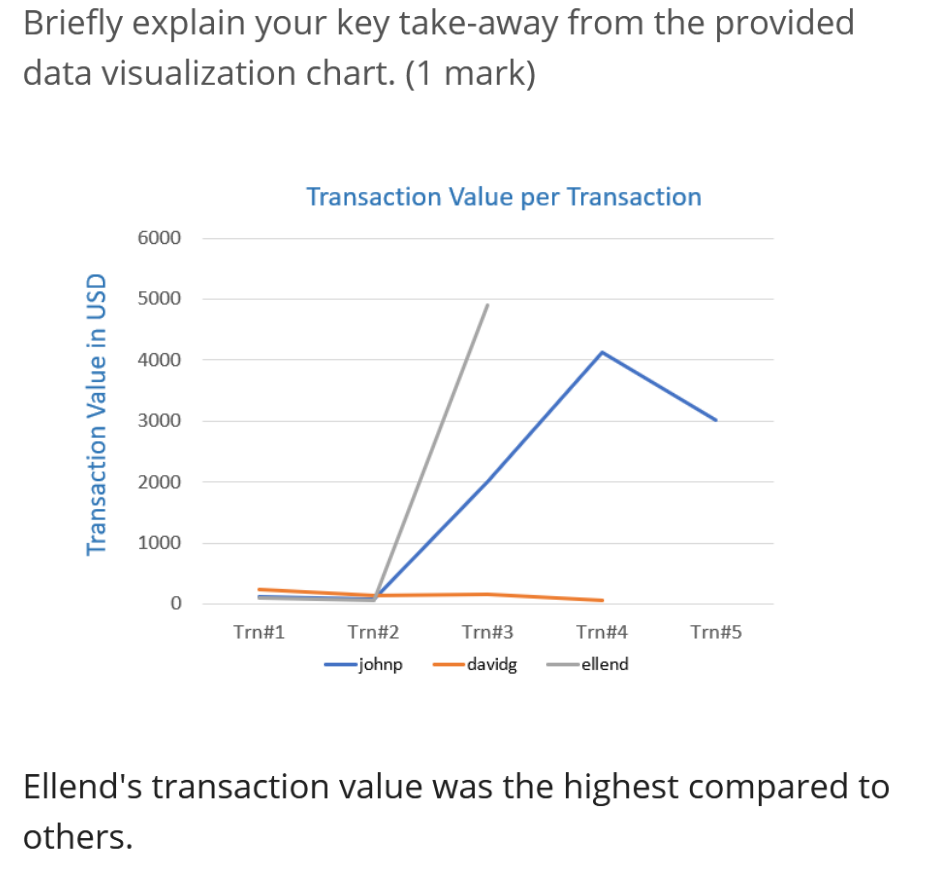 Briefly explain your key take-away from the provided
data visualization chart. (1 mark)
Transaction Value per Transaction
Transaction Value in USD
6000
5000
4000
3000
2000
1000
0
Trn#1 Trn#2 Trn#3 Trn#4 Trn#5
johnp davidg ellend
Ellend's transaction value was the highest compared to
others.